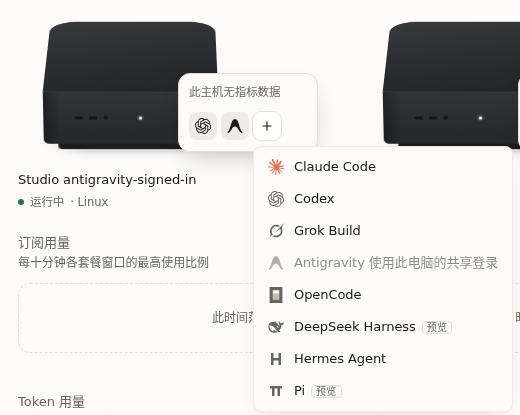 此主机无指标数据
Studio antigravity-signed-in
运行中 · Linux
订阅用量
每十分钟各套餐窗口的最高使用比例
此时间
Token 用量
Claude Code
Codex
Grok Build
Antigravity 使用此电脑的共享登录
OpenCode
DeepSeek Harness 预览
Hermes Agent
Pi 预览